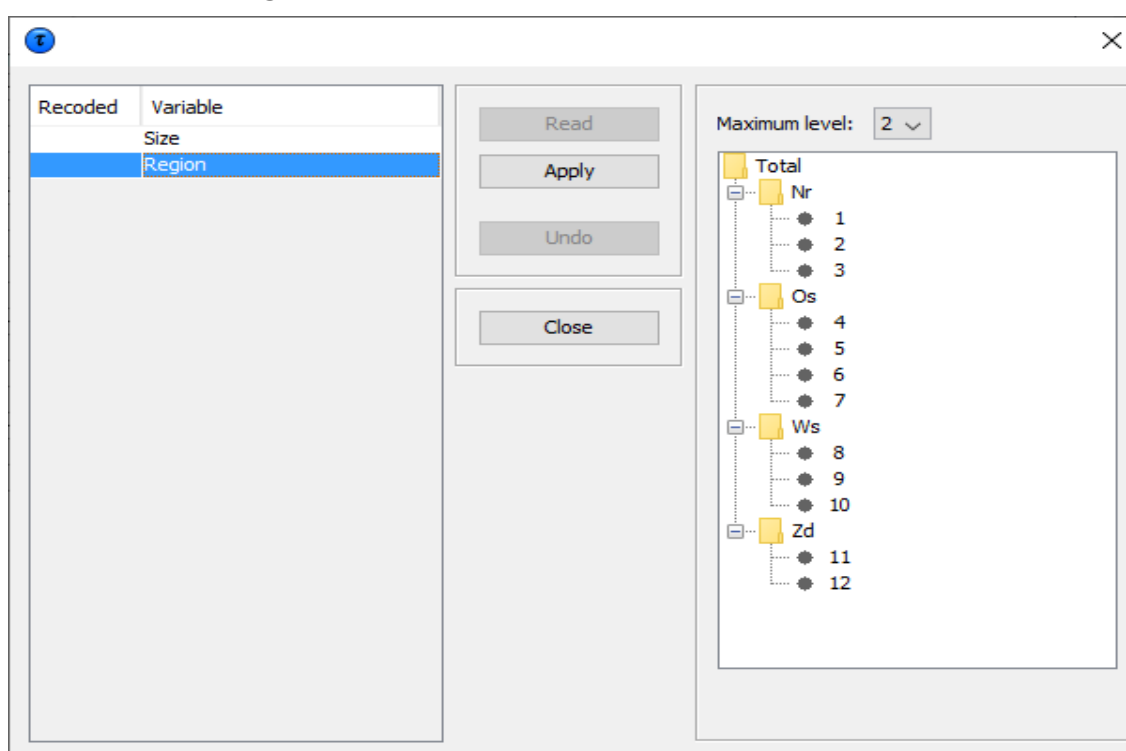 τ
Recoded Variable
Size
Region
Read
Apply
Undo
Close
Maximum level: 2
Total
Nr
1
2
3
Os
4
5
6
7
Ws
8
9
10
Zd
11
12